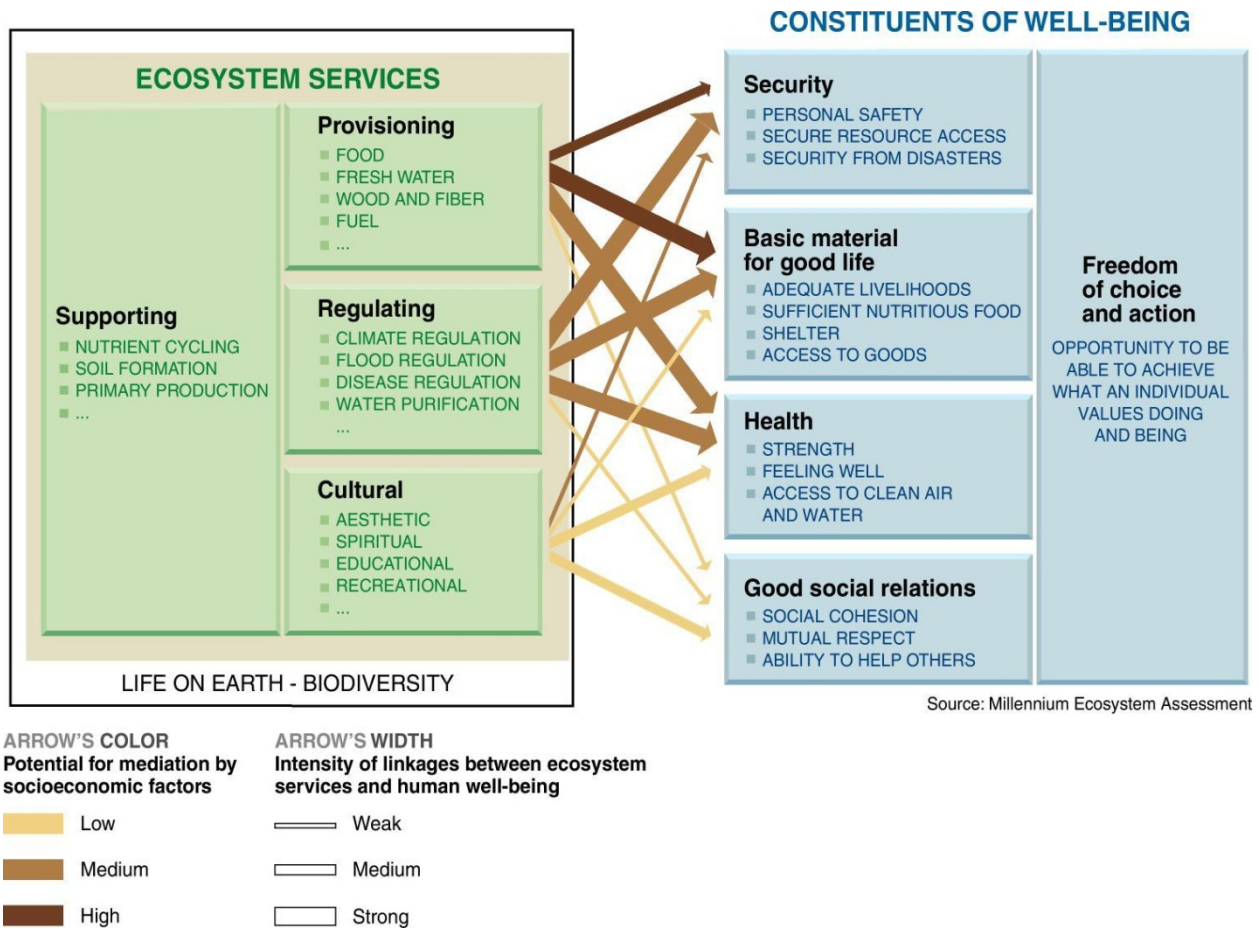 CONSTITUENTS OF WELL-BEING
ECOSYSTEM SERVICES
Supporting
NUTRIENT CYCLING
SOIL FORMATION
PRIMARY PRODUCTION
...
Provisioning
FOOD
FRESH WATER
WOOD AND FIBER
FUEL
...
Regulating
CLIMATE REGULATION
FLOOD REGULATION
DISEASE REGULATION
WATER PURIFICATION
...
Cultural
AESTHETIC
SPIRITUAL
EDUCATIONAL
RECREATIONAL
...
LIFE ON EARTH - BIODIVERSITY
Security
PERSONAL SAFETY
SECURE RESOURCE ACCESS
SECURITY FROM DISASTERS
Basic material
for good life
ADEQUATE LIVELIHOODS
SUFFICIENT NUTRITIOUS FOOD
SHELTER
ACCESS TO GOODS
Health
STRENGTH
FEELING WELL
ACCESS TO CLEAN AIR
AND WATER
Good social relations
SOCIAL COHESION
MUTUAL RESPECT
ABILITY TO HELP OTHERS
Freedom
of choice
and action
OPPORTUNITY TO BE
ABLE TO ACHIEVE
WHAT AN INDIVIDUAL
VALUES DOING
AND BEING
Source: Millennium Ecosystem Assessment
ARROW'S COLOR
Potential for mediation by
socioeconomic factors
Low
Medium
High
ARROW'S WIDTH
Intensity of linkages between ecosystem
services and human well-being
Weak
Medium
Strong